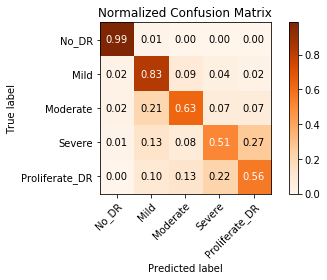 Normalized Confusion Matrix
True label
No_DR 0.99 0.01 0.00 0.00 0.00
Mild 0.02 0.83 0.09 0.04 0.02
Moderate 0.02 0.21 0.63 0.07 0.07
Severe 0.01 0.13 0.08 0.51 0.27
Proliferate_DR 0.00 0.10 0.13 0.22 0.56
No_DR Mild Moderate Severe Proliferate_DR
Predicted label
0.8
0.6
0.4
0.2
0.0